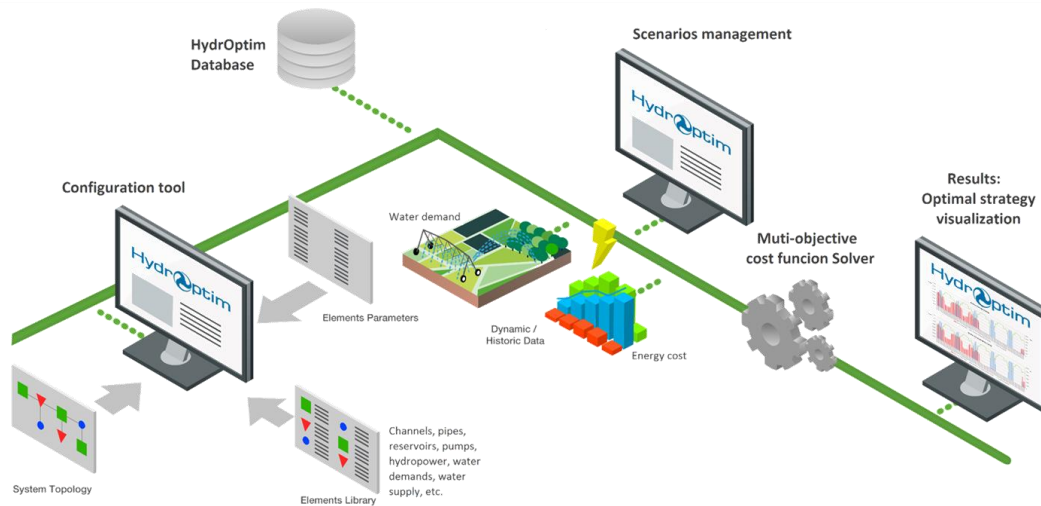 HydrOptim
Database
Scenarios management
HydrOptim
Configuration tool
HydrOptim
Water demand
Elements Parameters
Dynamic /
Historic Data
Energy cost
Muti-objective
cost funcion Solver
Results:
Optimal strategy
visualization
HydrOptim
System Topology
Elements Library
Channels, pipes,
reservoirs, pumps,
hydropower, water
demands, water
supply, etc.